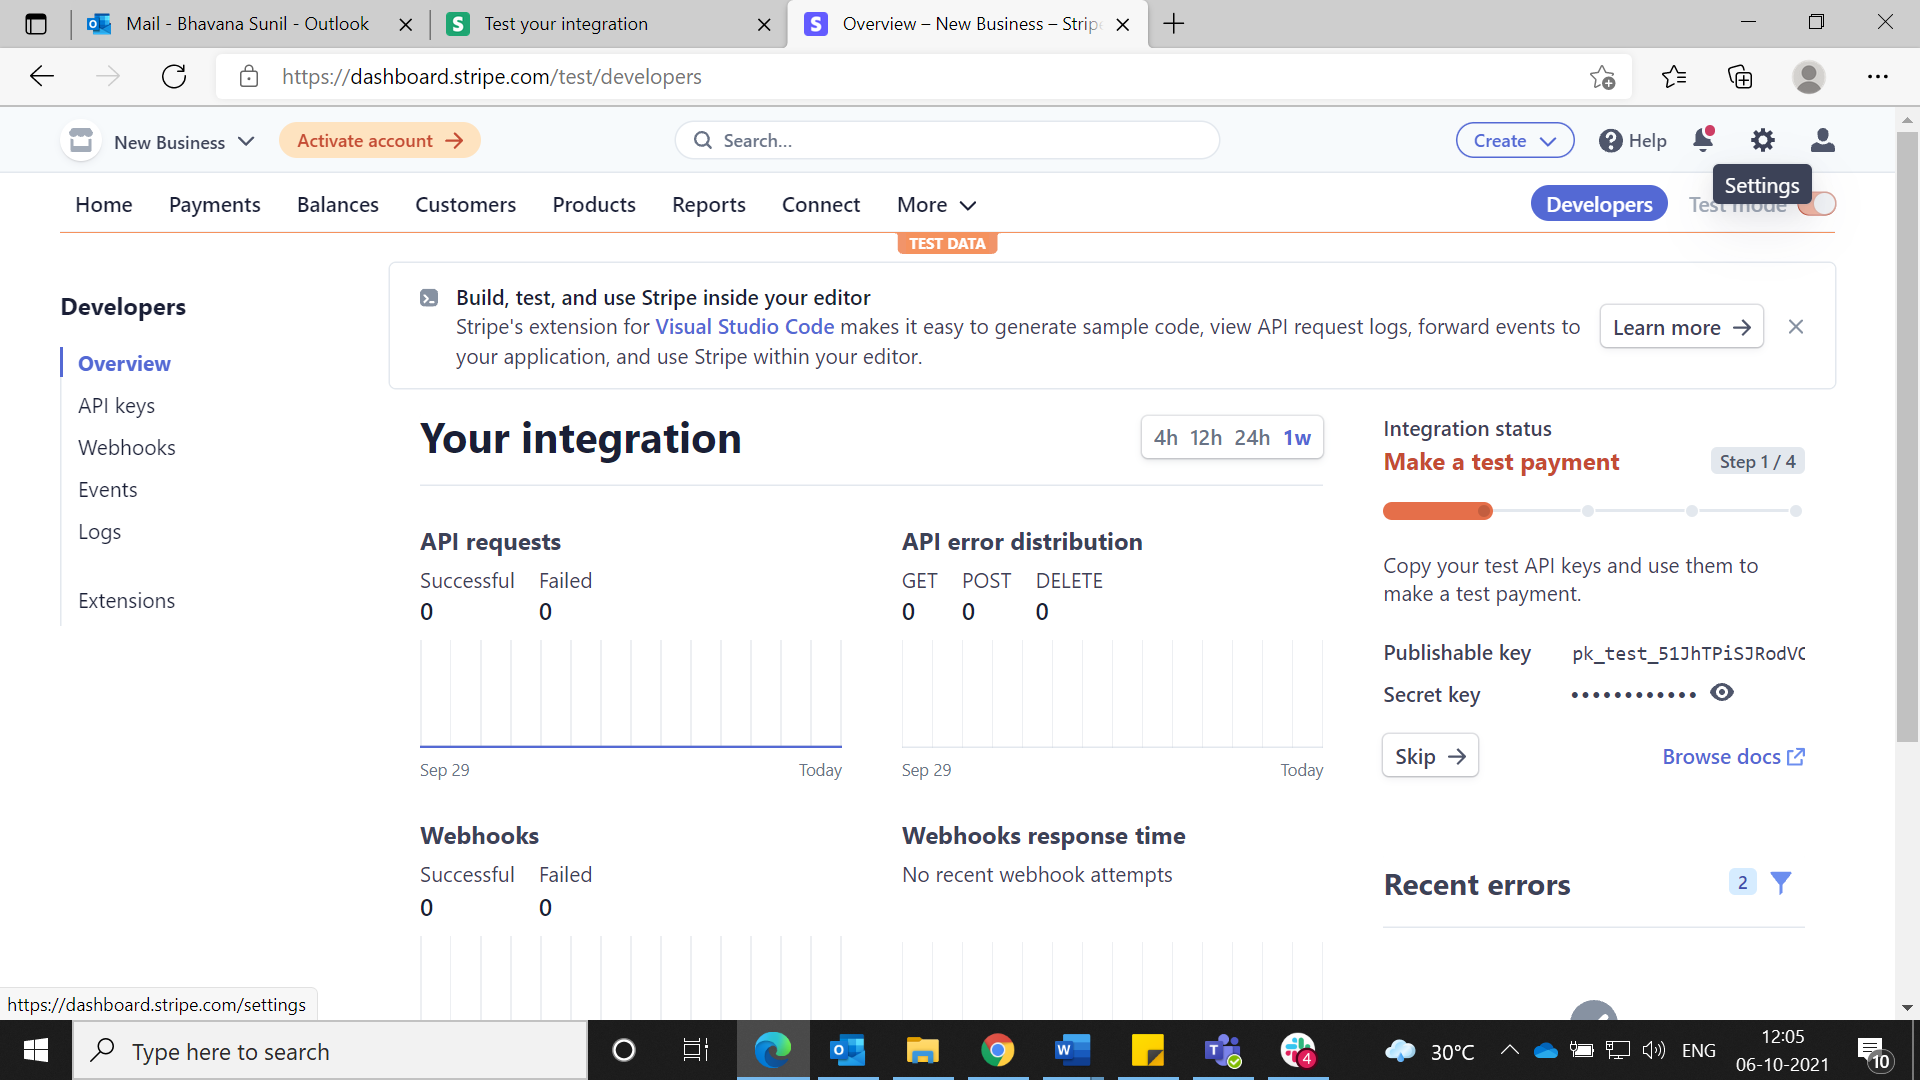 Mail - Bhavana Sunil - Outlook
Test your integration
Overview – New Business – Strip
https://dashboard.stripe.com/test/developers
New Business
Activate account →
Search...
Create
Help
Settings
Home
Payments
Balances
Customers
Products
Reports
Connect
More
Developers
Test mode
TEST DATA
Developers
Overview
API keys
Webhooks
Events
Logs
Extensions
Build, test, and use Stripe inside your editor
Stripe's extension for Visual Studio Code makes it easy to generate sample code, view API request logs, forward events to
your application, and use Stripe within your editor.
Learn more →
Your integration
4h 12h 24h 1w
API requests
Successful Failed
0 0
Sep 29 Today
API error distribution
GET POST DELETE
0 0 0
Sep 29 Today
Webhooks
Successful Failed
0 0
Webhooks response time
No recent webhook attempts
Integration status
Make a test payment
Step 1 / 4
Copy your test API keys and use them to
make a test payment.
Publishable key pk_test_51JhTPiSJRodVC
Secret key ••••••••••••
Skip →
Browse docs
Recent errors
2
https://dashboard.stripe.com/settings
Type here to search
4
30°C
ENG
12:05
06-10-2021
10